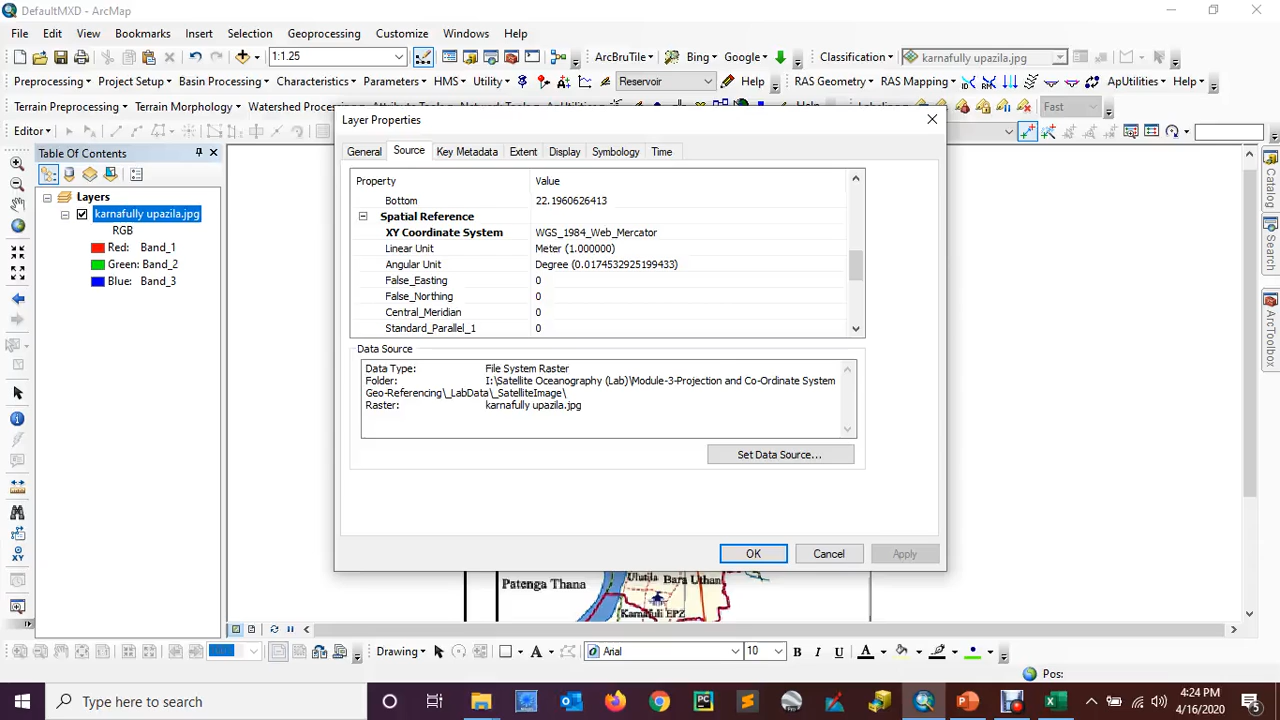 DefaultMXD - ArcMap
File Edit View Bookmarks Insert Selection Geoprocessing Customize Windows Help
1:1.25 ArcBruTile Bing Google Classification karnafully upazila.jpg
Preprocessing Project Setup Basin Processing Characteristics Parameters HMS Utility Reservoir Help RAS Geometry RAS Mapping ApUtilities Help
Terrain Preprocessing Terrain Morphology Watershed Processing Fast
Editor
Layer Properties
Table Of Contents
General Source Key Metadata Extent Display Symbology Time
Layers
karnafully upazila.jpg
RGB
Red: Band_1
Green: Band_2
Blue: Band_3
Property Value
Bottom 22.1960626413
Spatial Reference
XY Coordinate System WGS_1984_Web_Mercator
Linear Unit Meter (1.000000)
Angular Unit Degree (0.0174532925199433)
False_Easting 0
False_Northing 0
Central_Meridian 0
Standard_Parallel_1 0
Data Source
Data Type: File System Raster
Folder: I:\Satellite Oceanography (Lab)\Module-3-Projection and Co-Ordinate System
Geo-Referencing\_LabData\_SatelliteImage\
Raster: karnafully upazila.jpg
Set Data Source...
OK Cancel Apply
Catalog
Search
ArcToolbox
Patenga Thana
Ulutila Bara Uthan
Karnafuli EPZ
Drawing Arial 10 B I U A
Pos:
Type here to search
4:24 PM
4/16/2020
5